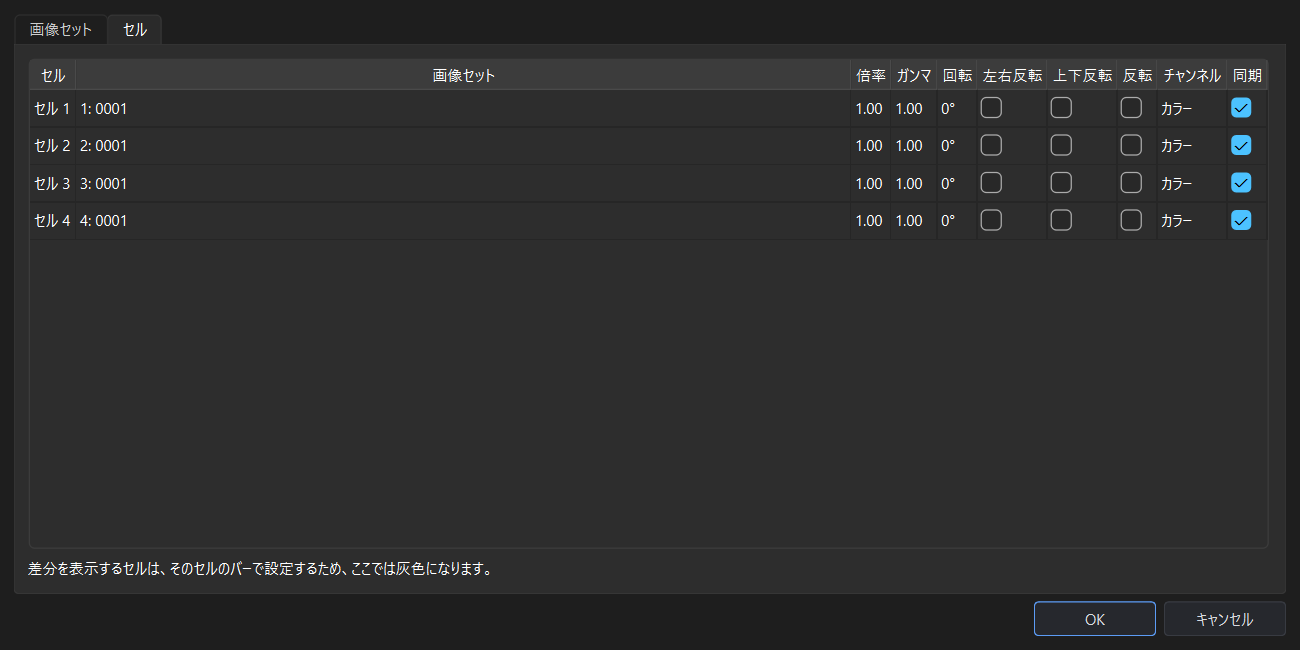 画像セット セル
セル 画像セット 倍率 ガンマ 回転 左右反転 上下反転 反転 チャンネル 同期
セル 1 1: 0001 1.00 1.00 0° カラー
セル 2 2: 0001 1.00 1.00 0° カラー
セル 3 3: 0001 1.00 1.00 0° カラー
セル 4 4: 0001 1.00 1.00 0° カラー
差分を表示するセルは、そのセルのバーで設定するため、ここでは灰色になります。
OK キャンセル